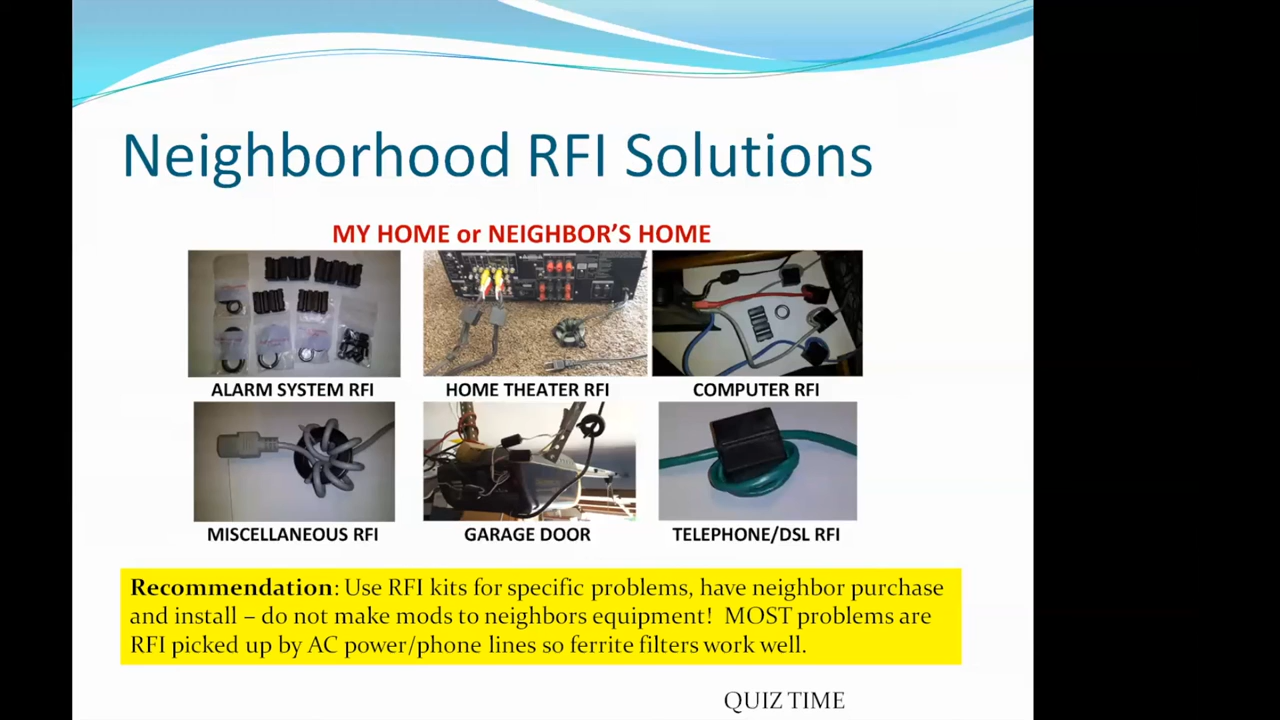 Neighborhood RFI Solutions
MY HOME or NEIGHBOR'S HOME
ALARM SYSTEM RFI
HOME THEATER RFI
COMPUTER RFI
MISCELLANEOUS RFI
GARAGE DOOR
TELEPHONE/DSL RFI
Recommendation: Use RFI kits for specific problems, have neighbor purchase
and install – do not make mods to neighbors equipment! MOST problems are
RFI picked up by AC power/phone lines so ferrite filters work well.
QUIZ TIME